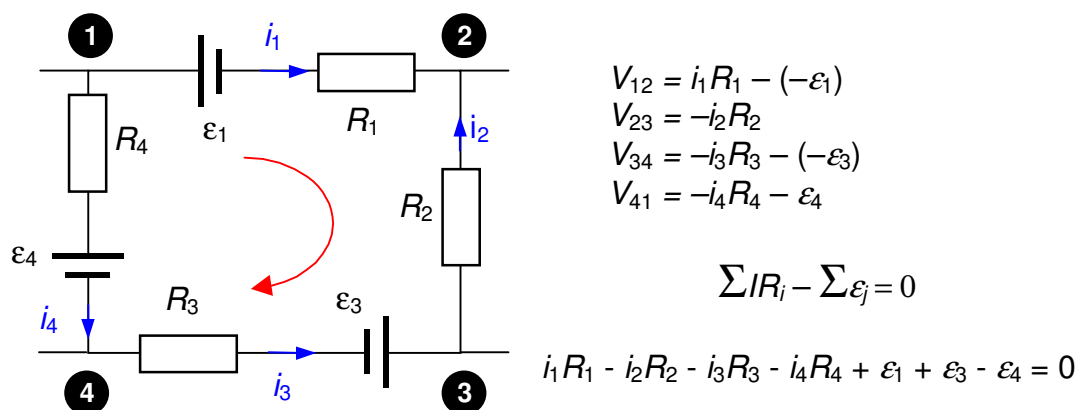 1
2
i₁
ε₁
R₁
R₄
i₂
R₂
ε₄
R₃
ε₃
i₄
i₃
4
3
V₁₂ = i₁R₁ – (–ε₁)
V₂₃ = –i₂R₂
V₃₄ = –i₃R₃ – (–ε₃)
V₄₁ = –i₄R₄ – ε₄
∑IRᵢ – ∑εⱼ = 0
i₁R₁ - i₂R₂ - i₃R₃ - i₄R₄ + ε₁ + ε₃ - ε₄ = 0